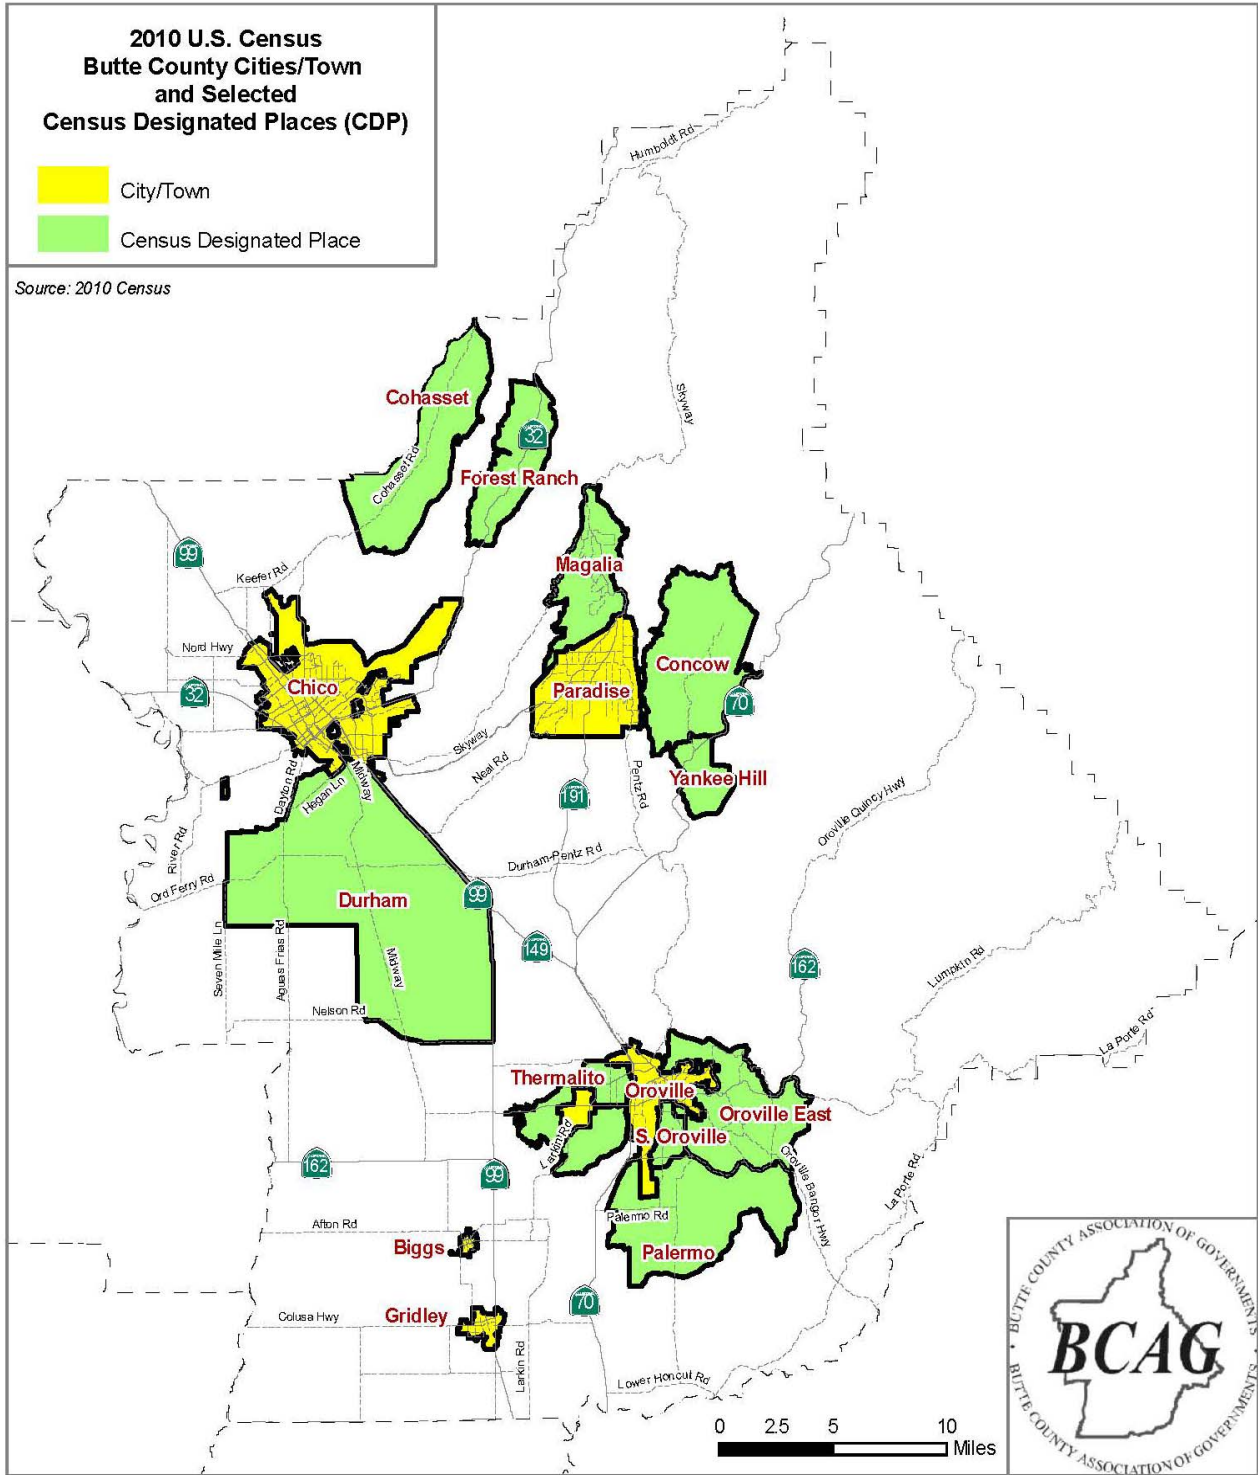 2010 U.S. Census
Butte County Cities/Town
and Selected
Census Designated Places (CDP)
City/Town
Census Designated Place
Source: 2010 Census
Humboldt Rd
Skyway
Cohasset
Cohasset Rd
32
Forest Ranch
99
Keefer Rd
Magalia
Nord Hwy
32
Chico
Concow
Paradise
70
Skyway
Neal Rd
Yankee Hill
Pentz Rd
191
Dayton Rd
Hegan Ln
Midway
Oroville Quincy Hwy
River Rd
Ord Ferry Rd
Durham-Pentz Rd
Durham
99
149
Seven Mile Ln
Aguas Frias Rd
Midway
162
Lumpkin Rd
Nelson Rd
La Porte Rd
Thermalito
Oroville
Oroville East
S. Oroville
Larkin Rd
162
99
Oroville Bangor Hwy
La Porte Rd
Afton Rd
Palermo Rd
Biggs
Palermo
70
Gridley
Colusa Hwy
Larkin Rd
Lower Honcut Rd
0 2.5 5 10
Miles
BUTTE COUNTY ASSOCIATION OF GOVERNMENTS
BCAG
BUTTE COUNTY ASSOCIATION OF GOVERNMENTS